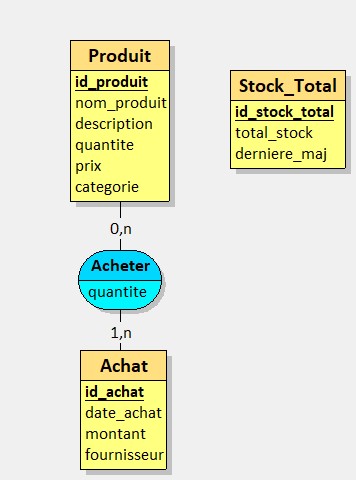 Produit
id_produit
nom_produit
description
quantite
prix
categorie
Stock_Total
id_stock_total
total_stock
derniere_maj
0,n
Acheter
quantite
1,n
Achat
id_achat
date_achat
montant
fournisseur